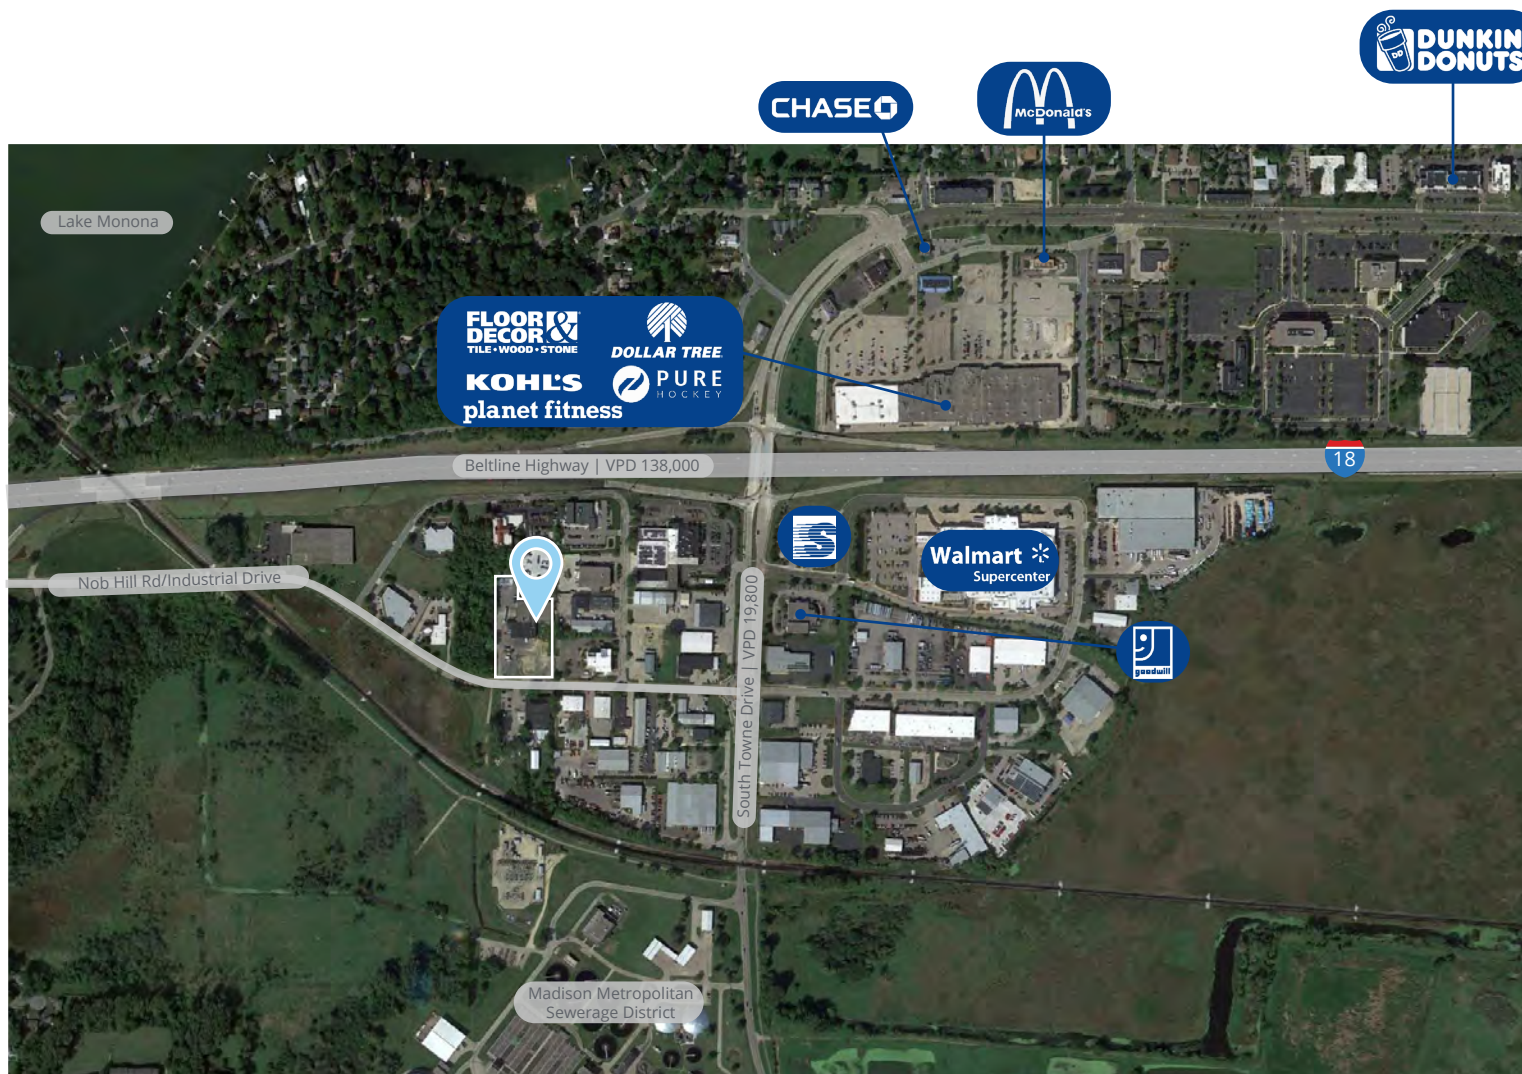 DUNKIN
DONUTS
DD
CHASE
McDonald's
Lake Monona
FLOOR &
DECOR
TILE • WOOD • STONE
DOLLAR TREE
KOHL'S
PURE
HOCKEY
planet fitness
Beltline Highway | VPD 138,000
18
S
Walmart
Supercenter
Nob Hill Rd/Industrial Drive
South Towne Drive | VPD 19,800
goodwill
Madison Metropolitan
Sewerage District